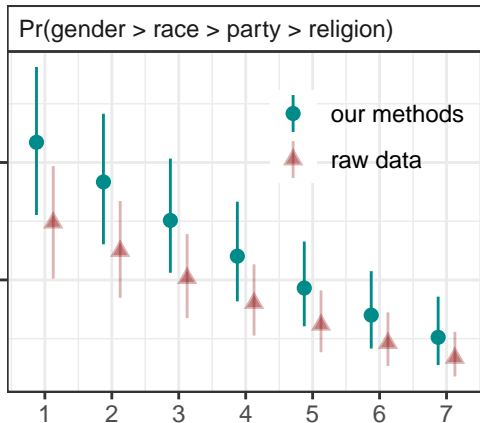 Pr(gender > race > party > religion)
our methods
raw data
1 2 3 4 5 6 7